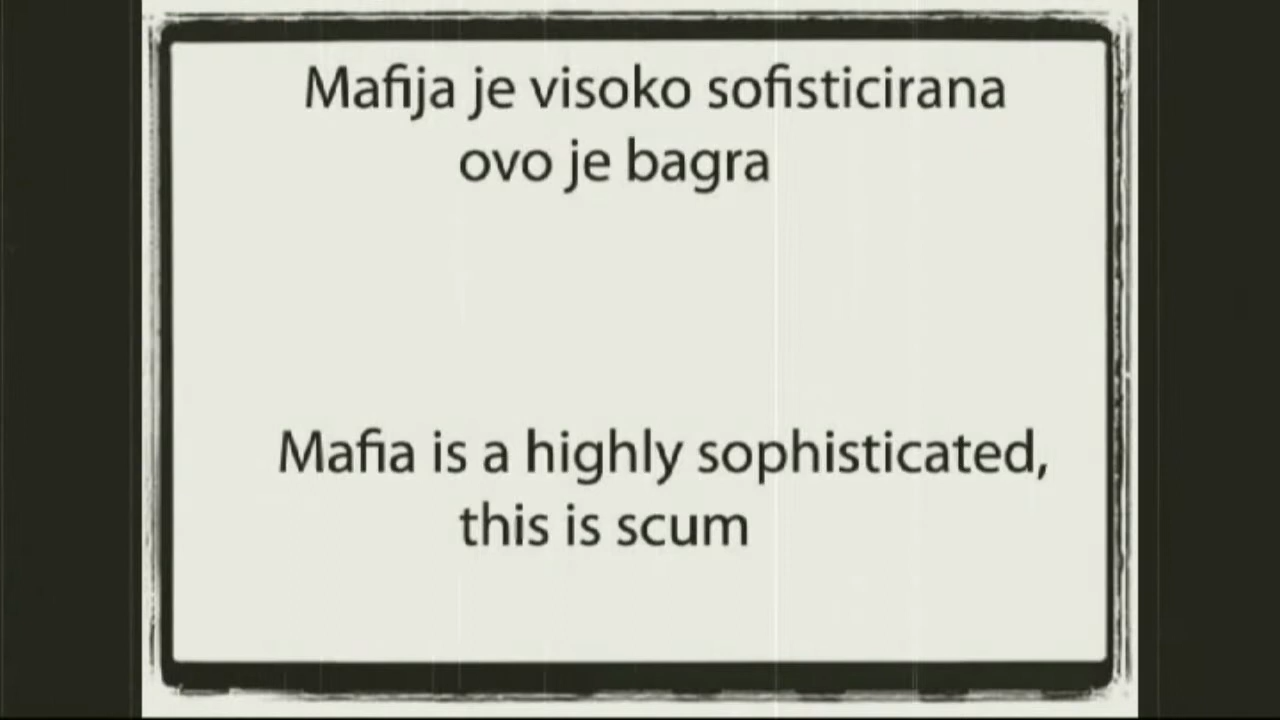 Mafija je visoko sofisticirana
ovo je bagra
Mafia is a highly sophisticated,
this is scum